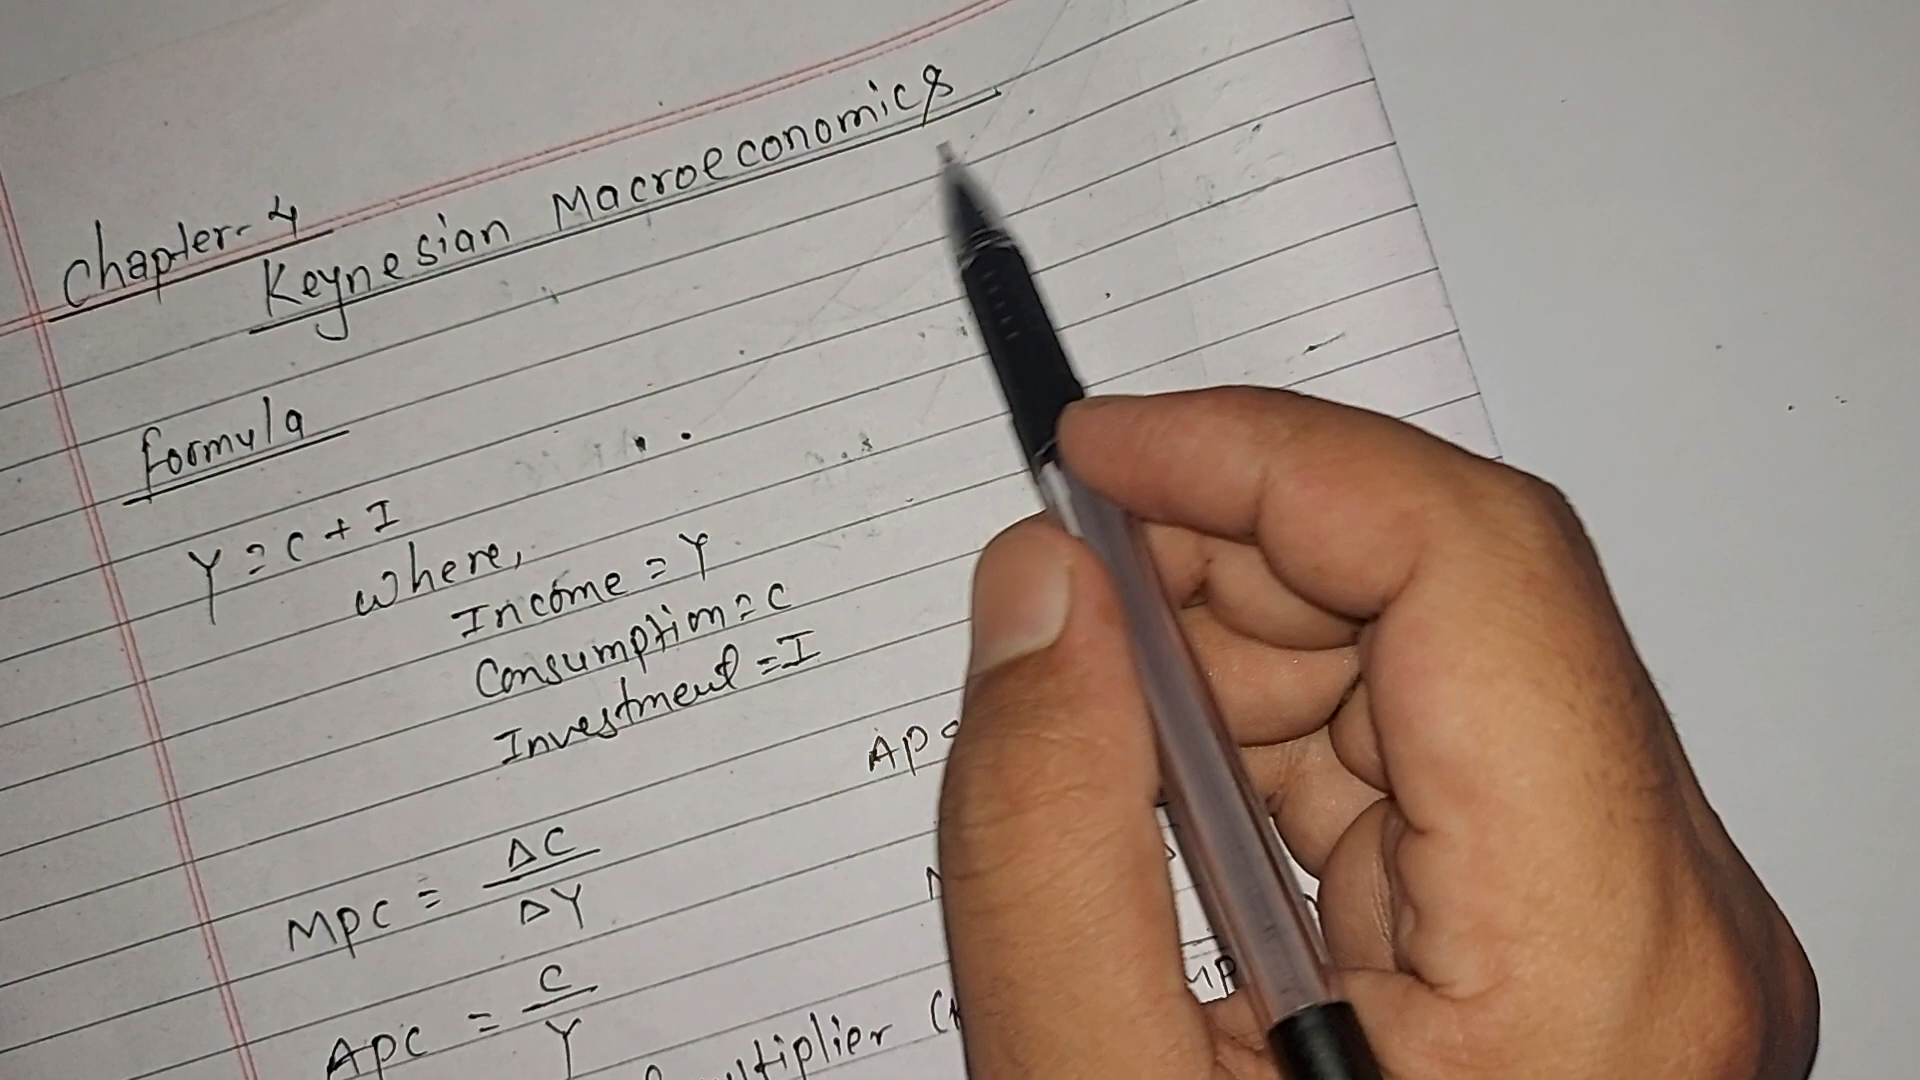 Chapter-4
Keynesian Macroeconomics
formula
Y = C + I
where,
Income = Y
Consumption = C
Investment = I
MPC = ΔC / ΔY
APC = C / Y